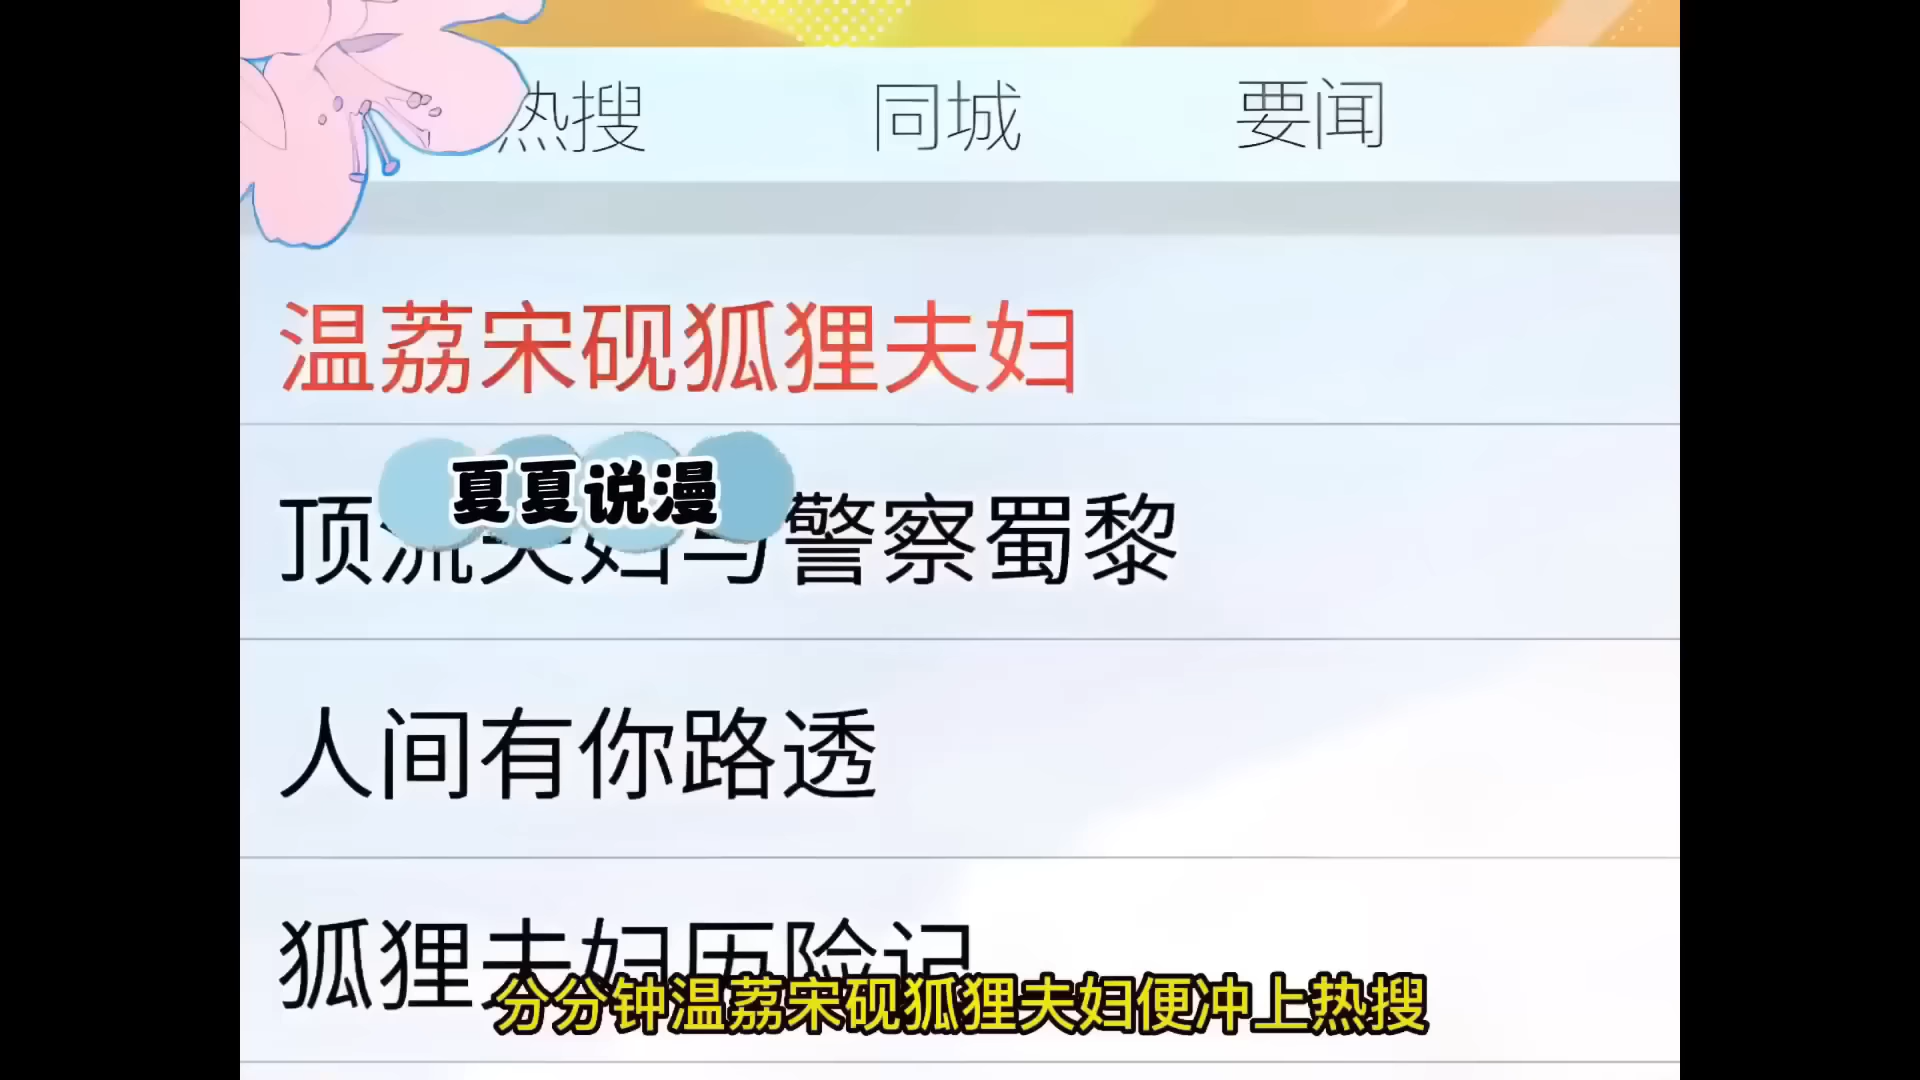 热搜 同城 要闻
温荔宋砚狐狸夫妇
夏夏说漫
顶流夫妇与警察蜀黎
人间有你路透
狐狸夫妇历险记
分分钟温荔宋砚狐狸夫妇便冲上热搜